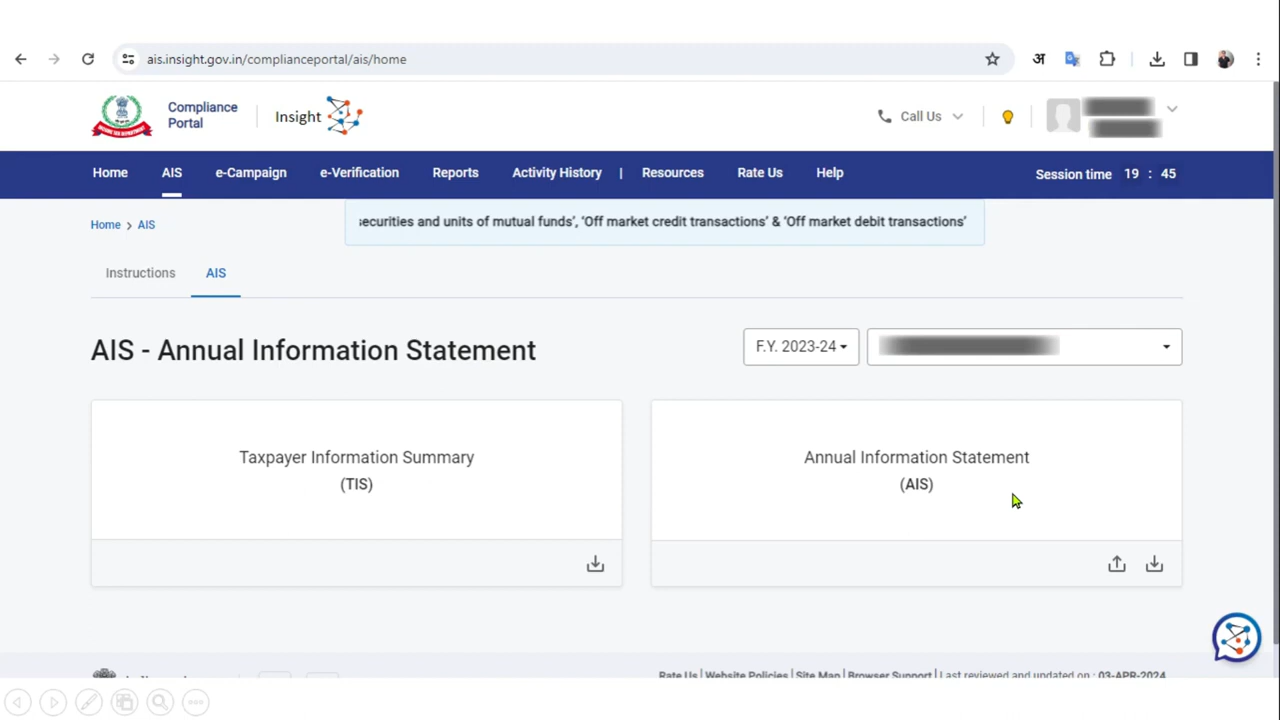 ais.insight.gov.in/complianceportal/ais/home
अ
Compliance
Portal
Insight
Call Us
Home AIS e-Campaign e-Verification Reports Activity History | Resources Rate Us Help Session time 19 : 45
Home > AIS
securities and units of mutual funds', 'Off market credit transactions' & 'Off market debit transactions'
Instructions AIS
AIS - Annual Information Statement
F.Y. 2023-24
Taxpayer Information Summary
(TIS)
Annual Information Statement
(AIS)
Rate Us | Website Policies | Site Map | Browser Support | Last reviewed and updated on : 03-APR-2024